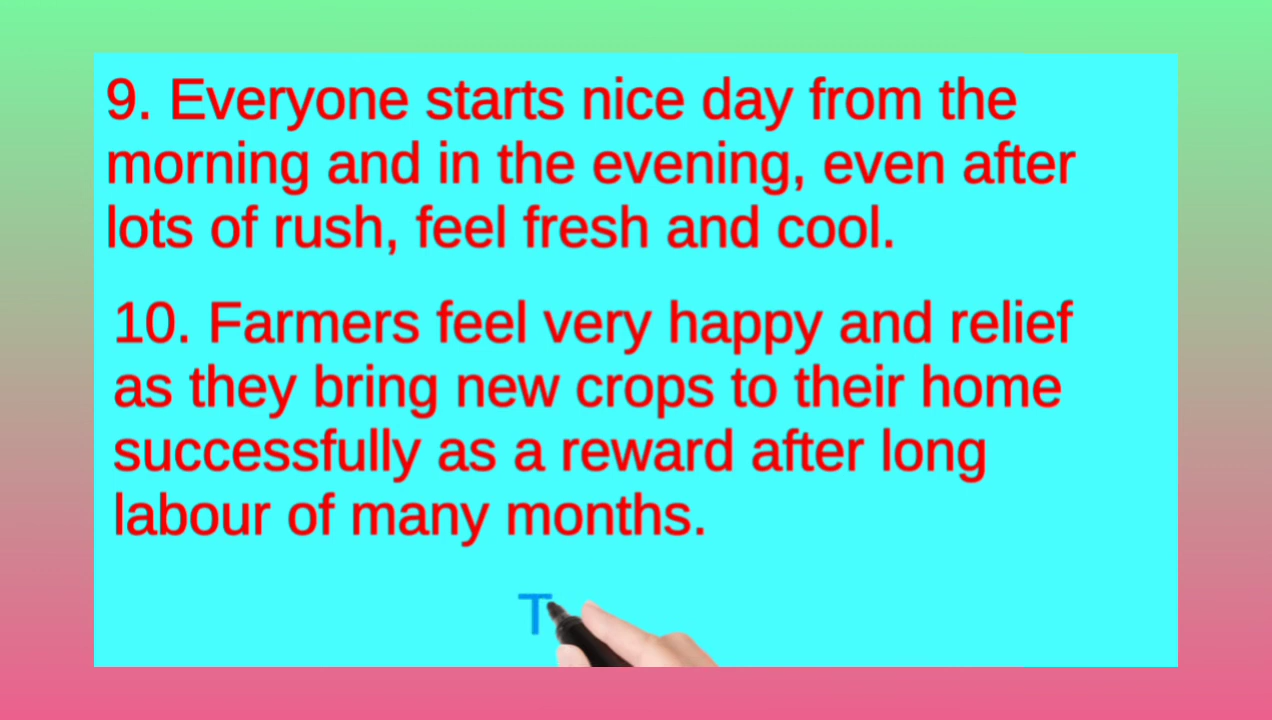 9. Everyone starts nice day from the
morning and in the evening, even after
lots of rush, feel fresh and cool.
10. Farmers feel very happy and relief
as they bring new crops to their home
successfully as a reward after long
labour of many months.
T